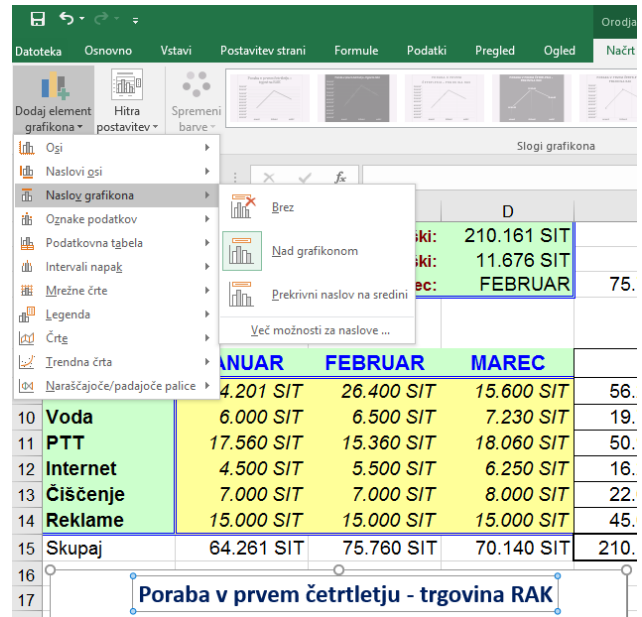 Orodja
Datoteka Osnovno Vstavi Postavitev strani Formule Podatki Pregled Ogled Načrt
Dodaj element grafikona
Hitra postavitev
Spremeni barve
Slogi grafikona
Osi
Naslovi osi
Naslov grafikona
Oznake podatkov
Podatkovna tabela
Intervali napak
Mrežne črte
Legenda
Črte
Trendna črta
Naraščajoče/padajoče palice
Brez
Nad grafikonom
Prekrivni naslov na sredini
Več možnosti za naslove ...
fx
D
ški: 210.161 SIT
ški: 11.676 SIT
ec: FEBRUAR 75.
ANUAR FEBRUAR MAREC
4.201 SIT 26.400 SIT 15.600 SIT 56.
10 Voda 6.000 SIT 6.500 SIT 7.230 SIT 19.
11 PTT 17.560 SIT 15.360 SIT 18.060 SIT 50.
12 Internet 4.500 SIT 5.500 SIT 6.250 SIT 16.
13 Čiščenje 7.000 SIT 7.000 SIT 8.000 SIT 22.
14 Reklame 15.000 SIT 15.000 SIT 15.000 SIT 45.
15 Skupaj 64.261 SIT 75.760 SIT 70.140 SIT 210.
16
17 Poraba v prvem četrtletju - trgovina RAK